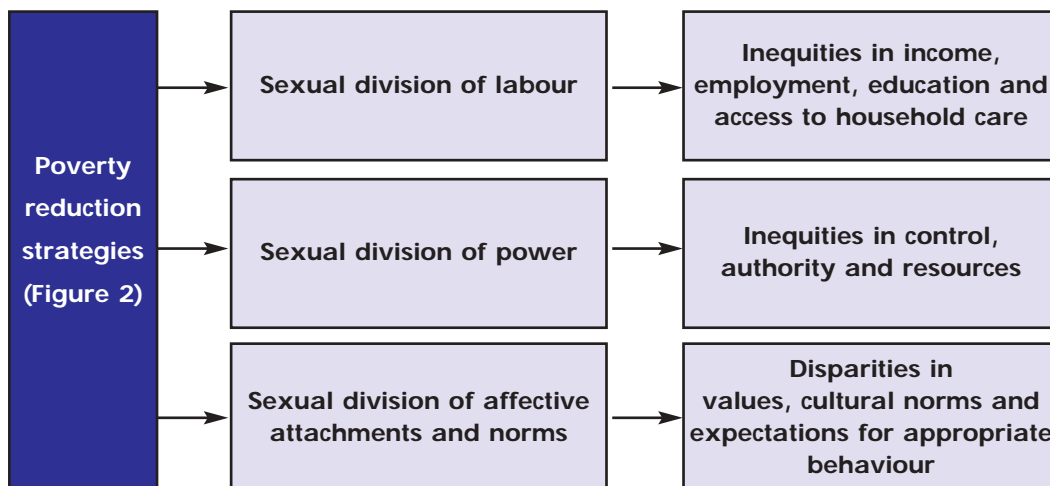 Poverty
reduction
strategies
(Figure 2)
Sexual division of labour
Inequities in income,
employment, education and
access to household care
Sexual division of power
Inequities in control,
authority and resources
Sexual division of affective
attachments and norms
Disparities in
values, cultural norms and
expectations for appropriate
behaviour